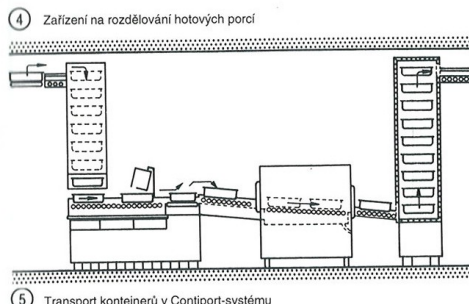 4 Zařízení na rozdělování hotových porcí
5 Transport kontejnerů v Contiport-systému